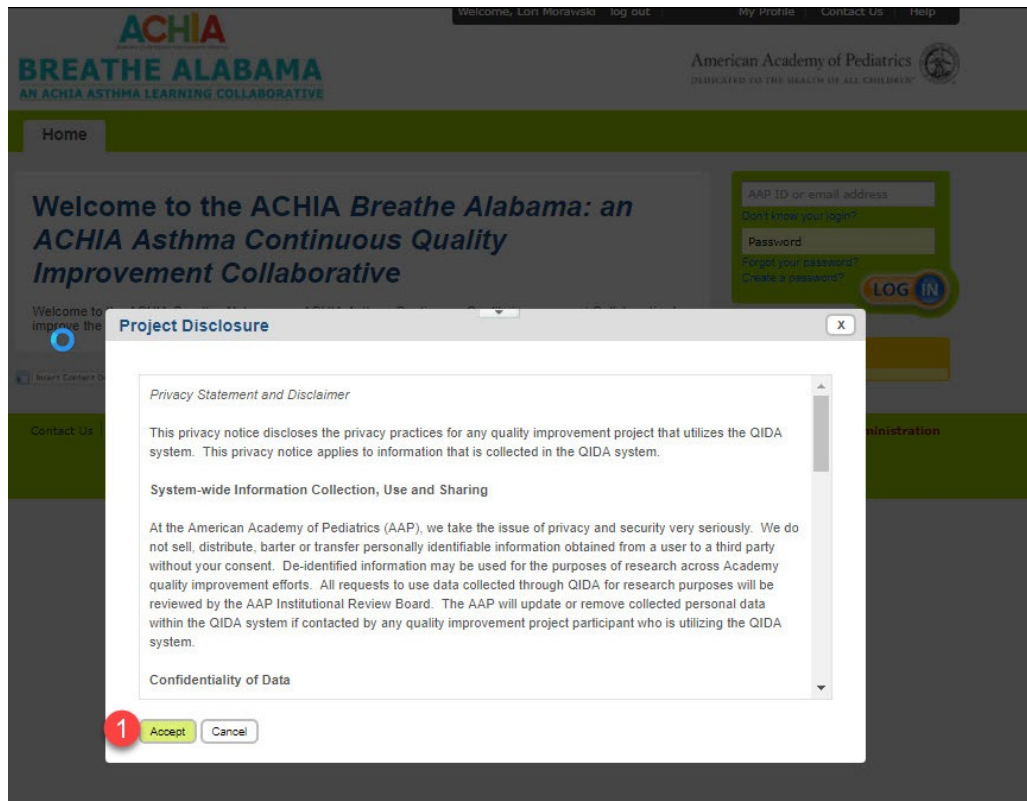 Welcome, Lori Morawski log out My Profile Contact Us Help
ACHIA
BREATHE ALABAMA
AN ACHIA ASTHMA LEARNING COLLABORATIVE
American Academy of Pediatrics
DEDICATED TO THE HEALTH OF ALL CHILDREN
Home
Welcome to the ACHIA Breathe Alabama: an
ACHIA Asthma Continuous Quality
Improvement Collaborative
AAP ID or email address
Don't know your login?
Password
Forgot your password?
Create a password?
LOG IN
Welcome to
improve the
Project Disclosure
X
Privacy Statement and Disclaimer
This privacy notice discloses the privacy practices for any quality improvement project that utilizes the QIDA
system. This privacy notice applies to information that is collected in the QIDA system.
System-wide Information Collection, Use and Sharing
At the American Academy of Pediatrics (AAP), we take the issue of privacy and security very seriously. We do
not sell, distribute, barter or transfer personally identifiable information obtained from a user to a third party
without your consent. De-identified information may be used for the purposes of research across Academy
quality improvement efforts. All requests to use data collected through QIDA for research purposes will be
reviewed by the AAP Institutional Review Board. The AAP will update or remove collected personal data
within the QIDA system if contacted by any quality improvement project participant who is utilizing the QIDA
system.
Confidentiality of Data
Contact Us
ministration
1
Accept
Cancel